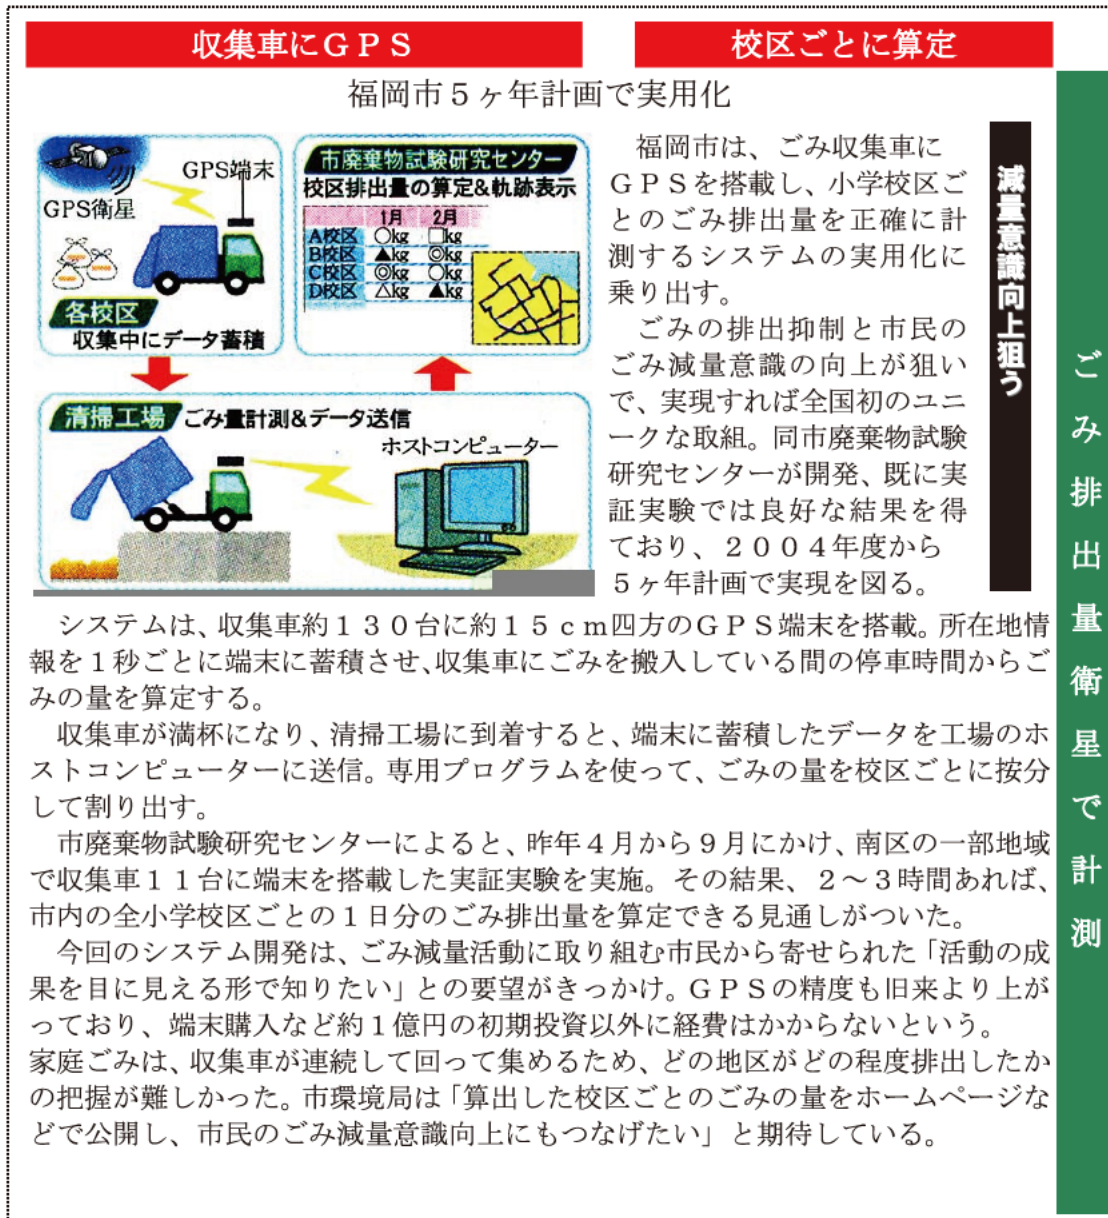 収集車にＧＰＳ
校区ごとに算定
福岡市５ヶ年計画で実用化
ごみ排出量衛星で計測
減量意識向上狙う
GPS端末
GPS衛星
各校区
収集中にデータ蓄積
市廃棄物試験研究センター
校区排出量の算定&軌跡表示
1月 2月
A校区 ○kg □kg
B校区 ▲kg ◎kg
C校区 ◎kg ○kg
D校区 △kg ▲kg
清掃工場 ごみ量計測&データ送信
ホストコンピューター
福岡市は、ごみ収集車に
ＧＰＳを搭載し、小学校区ご
とのごみ排出量を正確に計
測するシステムの実用化に
乗り出す。
ごみの排出抑制と市民の
ごみ減量意識の向上が狙い
で、実現すれば全国初のユニ
ークな取組。同市廃棄物試験
研究センターが開発、既に実
証実験では良好な結果を得
ており、２００４年度から
５ヶ年計画で実現を図る。
システムは、収集車約１３０台に約１５ｃｍ四方のＧＰＳ端末を搭載。所在地情
報を１秒ごとに端末に蓄積させ、収集車にごみを搬入している間の停車時間からご
みの量を算定する。
収集車が満杯になり、清掃工場に到着すると、端末に蓄積したデータを工場のホ
ストコンピューターに送信。専用プログラムを使って、ごみの量を校区ごとに按分
して割り出す。
市廃棄物試験研究センターによると、昨年４月から９月にかけ、南区の一部地域
で収集車１１台に端末を搭載した実証実験を実施。その結果、２～３時間あれば、
市内の全小学校区ごとの１日分のごみ排出量を算定できる見通しがついた。
今回のシステム開発は、ごみ減量活動に取り組む市民から寄せられた「活動の成
果を目に見える形で知りたい」との要望がきっかけ。ＧＰＳの精度も旧来より上が
っており、端末購入など約１億円の初期投資以外に経費はかからないという。
家庭ごみは、収集車が連続して回って集めるため、どの地区がどの程度排出したか
の把握が難しかった。市環境局は「算出した校区ごとのごみの量をホームページな
どで公開し、市民のごみ減量意識向上にもつなげたい」と期待している。